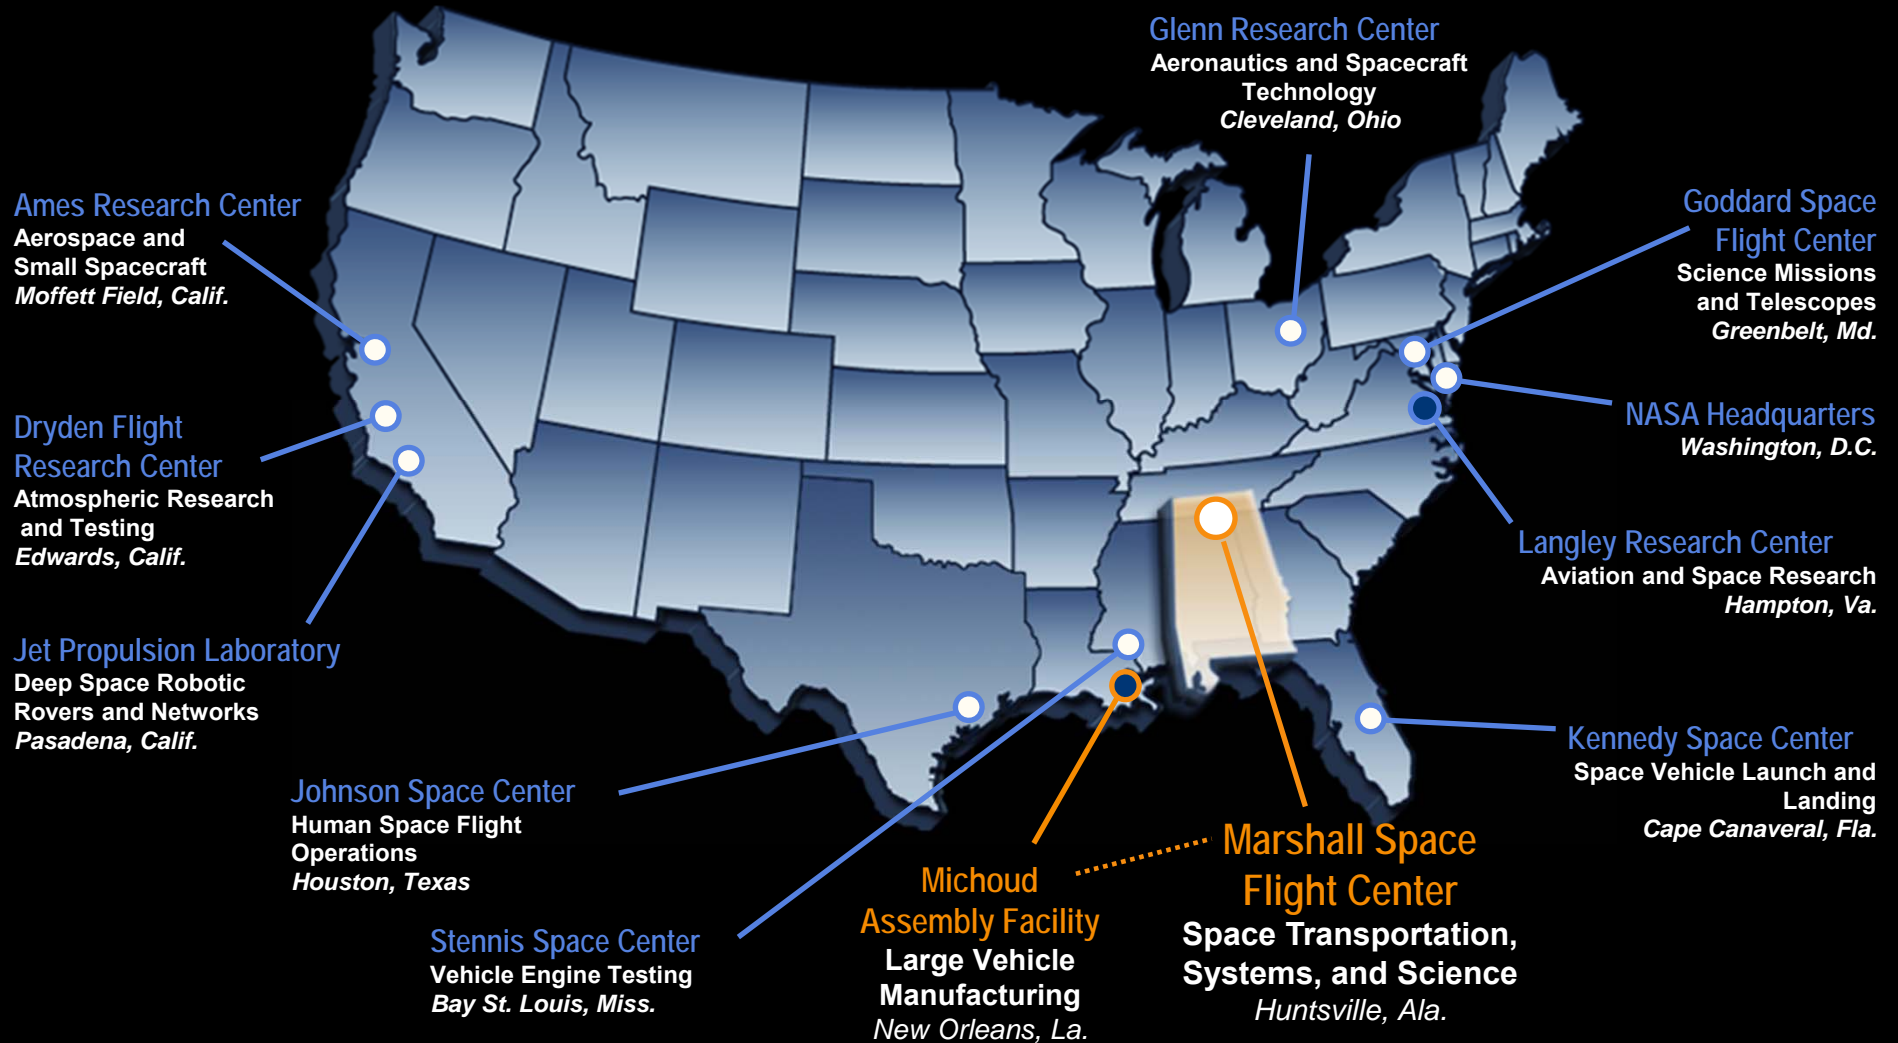 Glenn Research Center
Aeronautics and Spacecraft
Technology
Cleveland, Ohio
Ames Research Center
Aerospace and
Small Spacecraft
Moffett Field, Calif.
Goddard Space
Flight Center
Science Missions
and Telescopes
Greenbelt, Md.
Dryden Flight
Research Center
Atmospheric Research
and Testing
Edwards, Calif.
NASA Headquarters
Washington, D.C.
Langley Research Center
Aviation and Space Research
Hampton, Va.
Jet Propulsion Laboratory
Deep Space Robotic
Rovers and Networks
Pasadena, Calif.
Kennedy Space Center
Space Vehicle Launch and
Landing
Cape Canaveral, Fla.
Johnson Space Center
Human Space Flight
Operations
Houston, Texas
Stennis Space Center
Vehicle Engine Testing
Bay St. Louis, Miss.
Michoud
Assembly Facility
Large Vehicle
Manufacturing
New Orleans, La.
Marshall Space
Flight Center
Space Transportation,
Systems, and Science
Huntsville, Ala.